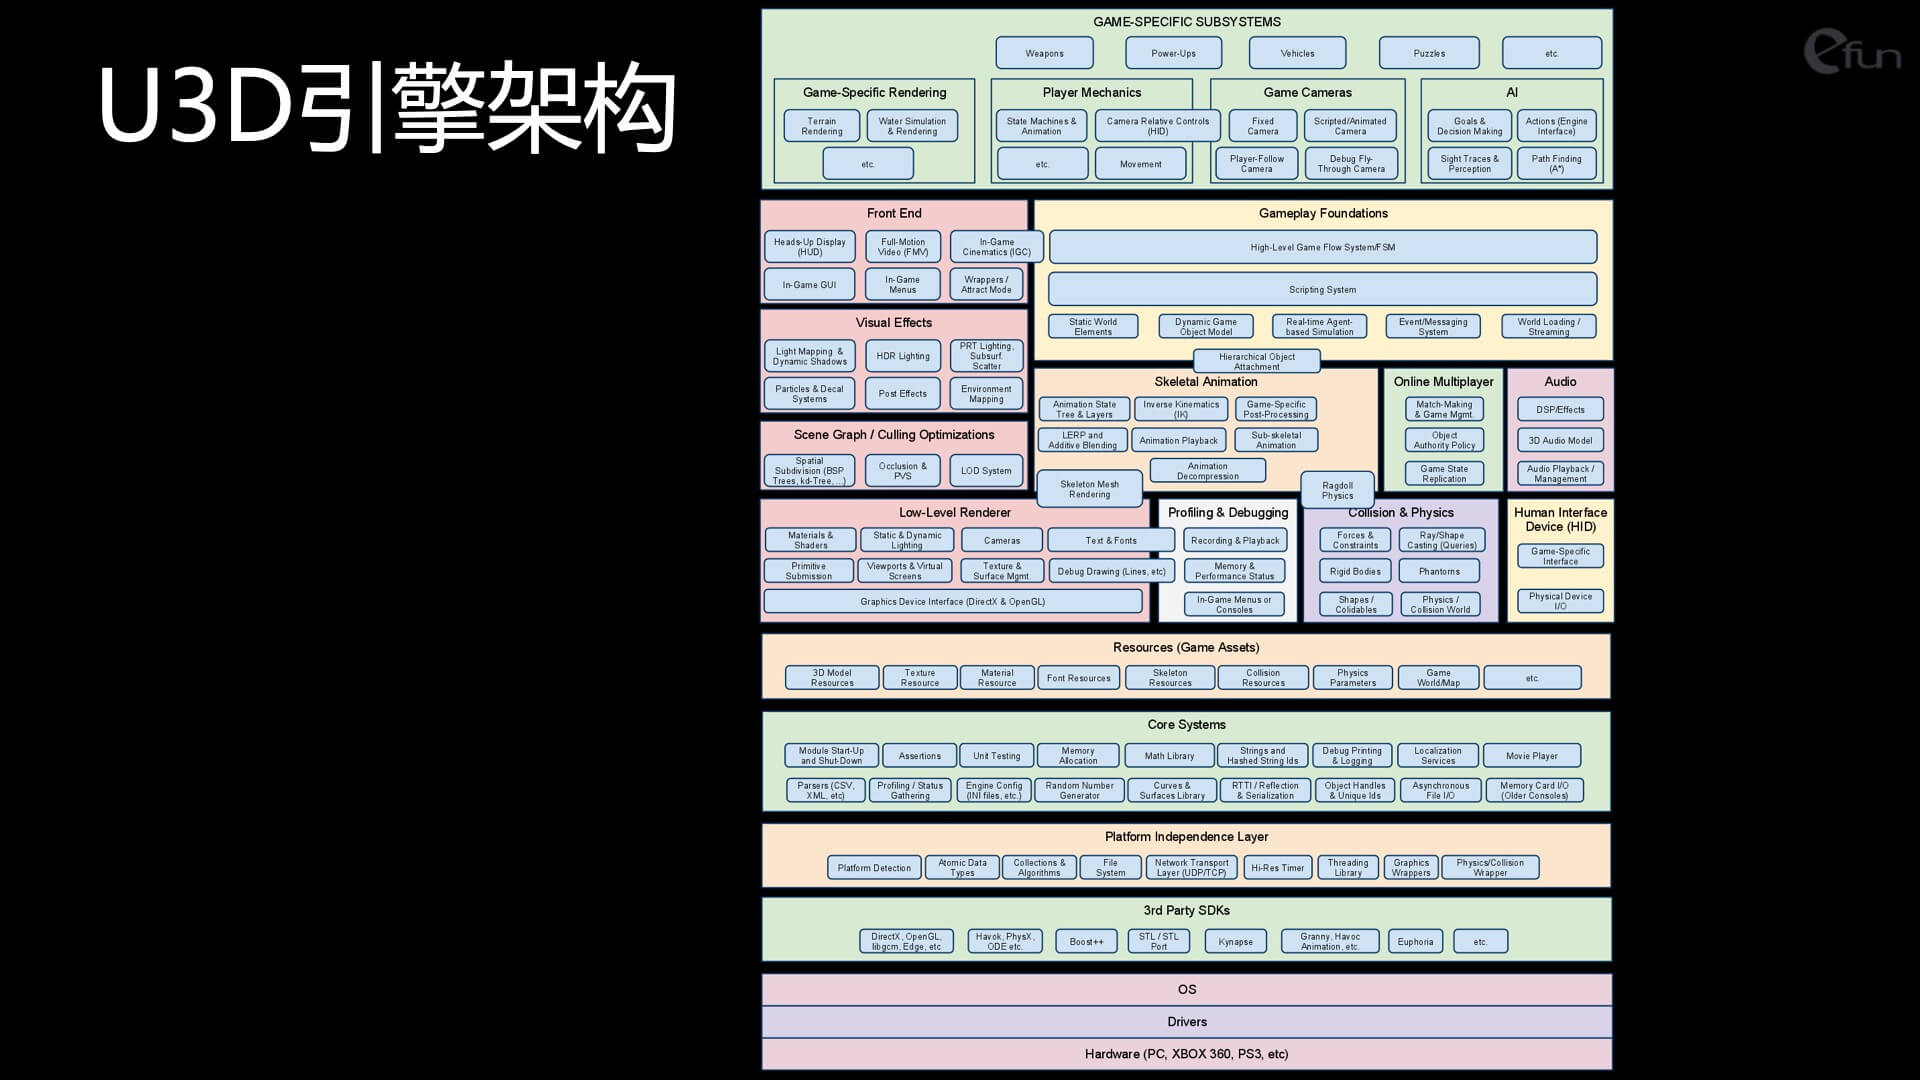 U3D引擎架构
efun
GAME-SPECIFIC SUBSYSTEMS
Weapons
Power-Ups
Vehicles
Puzzles
etc.
Game-Specific Rendering
Terrain
Rendering
Water Simulation
& Rendering
etc.
Player Mechanics
State Machines &
Animation
Camera Relative Controls
(HID)
etc.
Movement
Game Cameras
Fixed
Camera
Scripted/Animated
Camera
Player-Follow
Camera
Debug Fly-
Through Camera
AI
Goals &
Decision Making
Actions (Engine
Interface)
Sight Traces &
Perception
Path Finding
(A*)
Front End
Heads-Up Display
(HUD)
Full-Motion
Video (FMV)
In-Game
Cinematics (IGC)
In-Game GUI
In-Game
Menus
Wrappers /
Attract Mode
Gameplay Foundations
High-Level Game Flow System/FSM
Scripting System
Static World
Elements
Dynamic Game
Object Model
Real-time Agent-
based Simulation
Event/Messaging
System
World Loading /
Streaming
Hierarchical Object
Attachment
Visual Effects
Light Mapping &
Dynamic Shadows
HDR Lighting
PRT Lighting,
Subsurf.
Scatter
Particles & Decal
Systems
Post Effects
Environment
Mapping
Scene Graph / Culling Optimizations
Spatial
Subdivision (BSP
Trees, kd-Tree, ...)
Occlusion &
PVS
LOD System
Skeletal Animation
Animation State
Tree & Layers
Inverse Kinematics
(IK)
Game-Specific
Post-Processing
LERP and
Additive Blending
Animation Playback
Sub-skeletal
Animation
Animation
Decompression
Skeleton Mesh
Rendering
Ragdoll
Physics
Online Multiplayer
Match-Making
& Game Mgmt.
Object
Authority Policy
Game State
Replication
Audio
DSP/Effects
3D Audio Model
Audio Playback /
Management
Low-Level Renderer
Materials &
Shaders
Static & Dynamic
Lighting
Cameras
Text & Fonts
Primitive
Submission
Viewports & Virtual
Screens
Texture &
Surface Mgmt.
Debug Drawing (Lines, etc)
Graphics Device Interface (DirectX & OpenGL)
Profiling & Debugging
Recording & Playback
Memory &
Performance Status
In-Game Menus or
Consoles
Collision & Physics
Forces &
Constraints
Ray/Shape
Casting (Queries)
Rigid Bodies
Phantorns
Shapes /
Colidables
Physics /
Collision World
Human Interface
Device (HID)
Game-Specific
Interface
Physical Device
I/O
Resources (Game Assets)
3D Model
Resources
Texture
Resource
Material
Resource
Font Resources
Skeleton
Resources
Collision
Resources
Physics
Parameters
Game
World/Map
etc.
Core Systems
Module Start-Up
and Shut-Down
Assertions
Unit Testing
Memory
Allocation
Math Library
Strings and
Hashed String Ids
Debug Printing
& Logging
Localization
Services
Movie Player
Parsers (CSV,
XML, etc)
Profiling / Status
Gathering
Engine Config
(INI files, etc.)
Random Number
Generator
Curves &
Surfaces Library
RTTI / Reflection
& Serialization
Object Handles
& Unique Ids
Asynchronous
File I/O
Memory Card I/O
(Older Consoles)
Platform Independence Layer
Platform Detection
Atomic Data
Types
Collections &
Algorithms
File
System
Network Transport
Layer (UDP/TCP)
Hi-Res Timer
Threading
Library
Graphics
Wrappers
Physics/Collision
Wrapper
3rd Party SDKs
DirectX, OpenGL,
libgcm, Edge, etc
Havok, PhysX,
ODE etc.
Boost++
STL / STL
Port
Kynapse
Granny, Havoc
Animation, etc.
Euphoria
etc.
OS
Drivers
Hardware (PC, XBOX 360, PS3, etc)